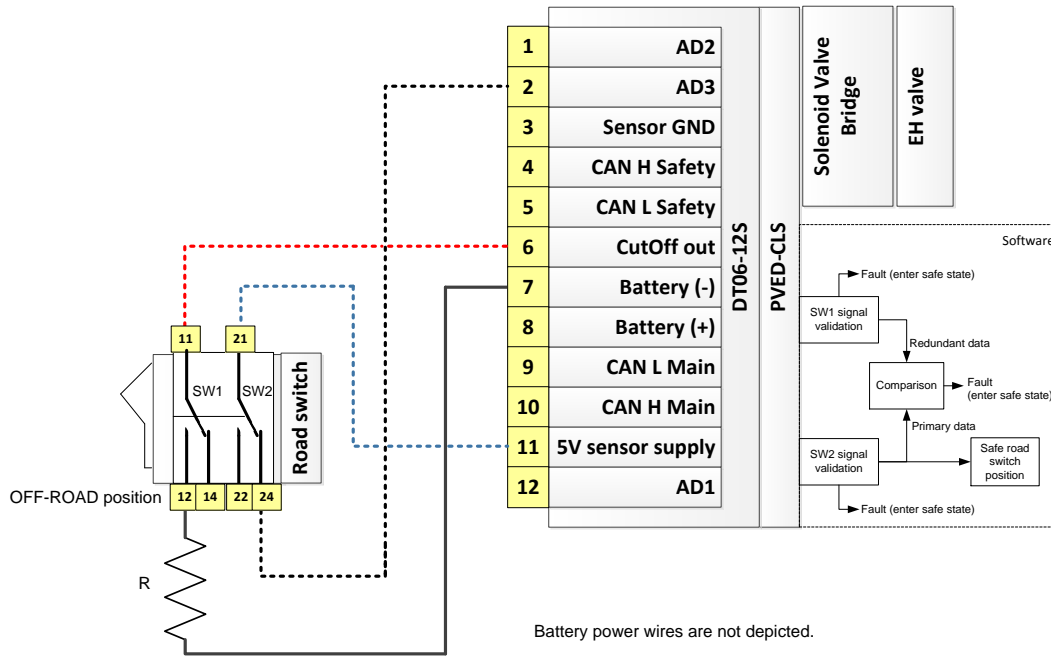 1 AD2
2 AD3
3 Sensor GND
4 CAN H Safety
5 CAN L Safety
6 CutOff out
7 Battery (-)
8 Battery (+)
9 CAN L Main
10 CAN H Main
11 5V sensor supply
12 AD1
DT06-12S
PVED-CLS
Solenoid Valve
Bridge
EH valve
Software
Fault (enter safe state)
SW1 signal
validation
Redundant data
Comparison
Fault
(enter safe state)
Primary data
SW2 signal
validation
Safe road
switch
position
Fault (enter safe state)
11 21
SW1 SW2
Road switch
OFF-ROAD position 12 14 22 24
R
Battery power wires are not depicted.